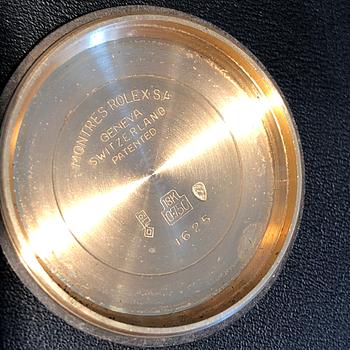 MONTRES ROLEX S.A
GENEVA
SWITZERLAND
PATENTED
18K
0,750
1625